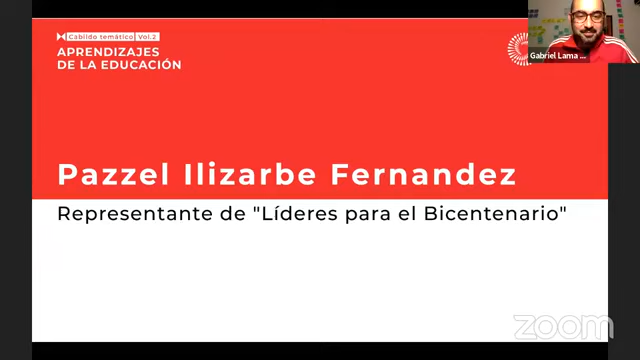 Cabildo temático Vol.2
APRENDIZAJES
DE LA EDUCACIÓN
Gabriel Lama ...
Pazzel Ilizarbe Fernandez
Representante de "Líderes para el Bicentenario"
zoom